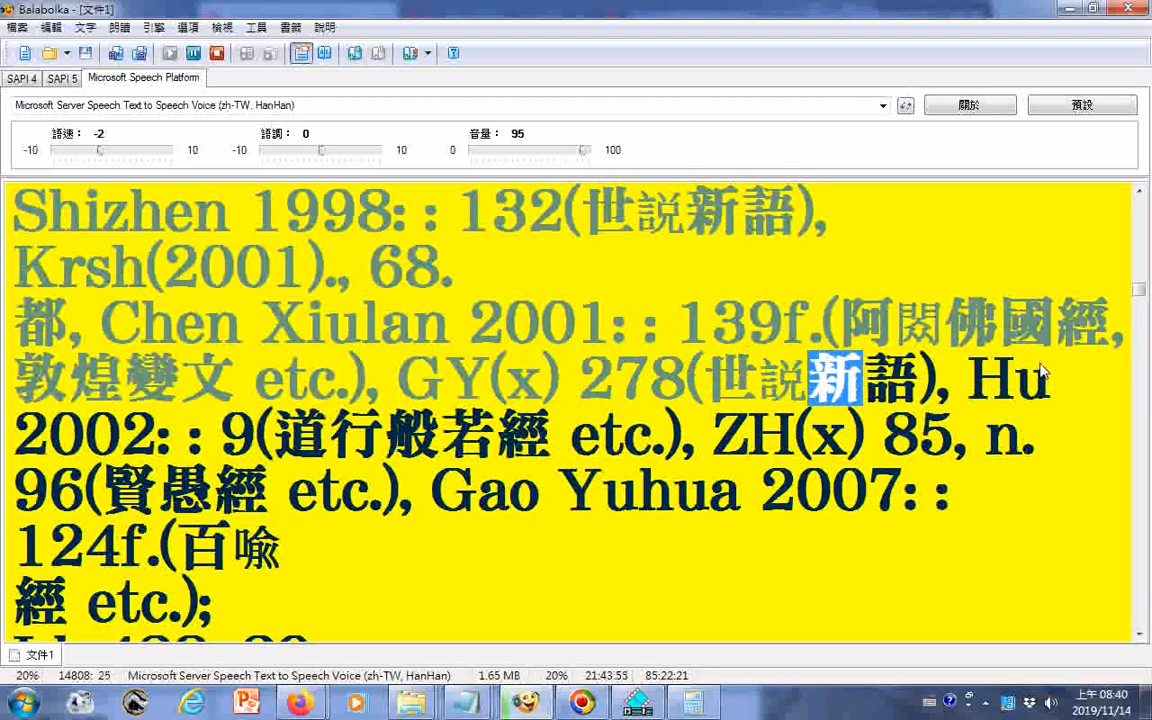 Balabolka - [文件1]
檔案 編輯 文字 朗讀 引擎 選項 檢視 工具 書籤 說明
SAPI 4 SAPI 5 Microsoft Speech Platform
Microsoft Server Speech Text to Speech Voice (zh-TW, HanHan) 關於 預設
語速： -2 語調： 0 音量： 95
-10 10 -10 10 0 100
Shizhen 1998: : 132(世説新語),
Krsh(2001)., 68.
都, Chen Xiulan 2001: : 139f.(阿閦佛國經,
敦煌變文 etc.), GY(x) 278(世説新語), Hu
2002: : 9(道行般若經 etc.), ZH(x) 85, n.
96(賢愚經 etc.), Gao Yuhua 2007: :
124f.(百喩
經 etc.);
文件1
20% 14808: 25 Microsoft Server Speech Text to Speech Voice (zh-TW, HanHan) 1.65 MB 20% 21:43:55 85:22:21
上午 08:40
2019/11/14